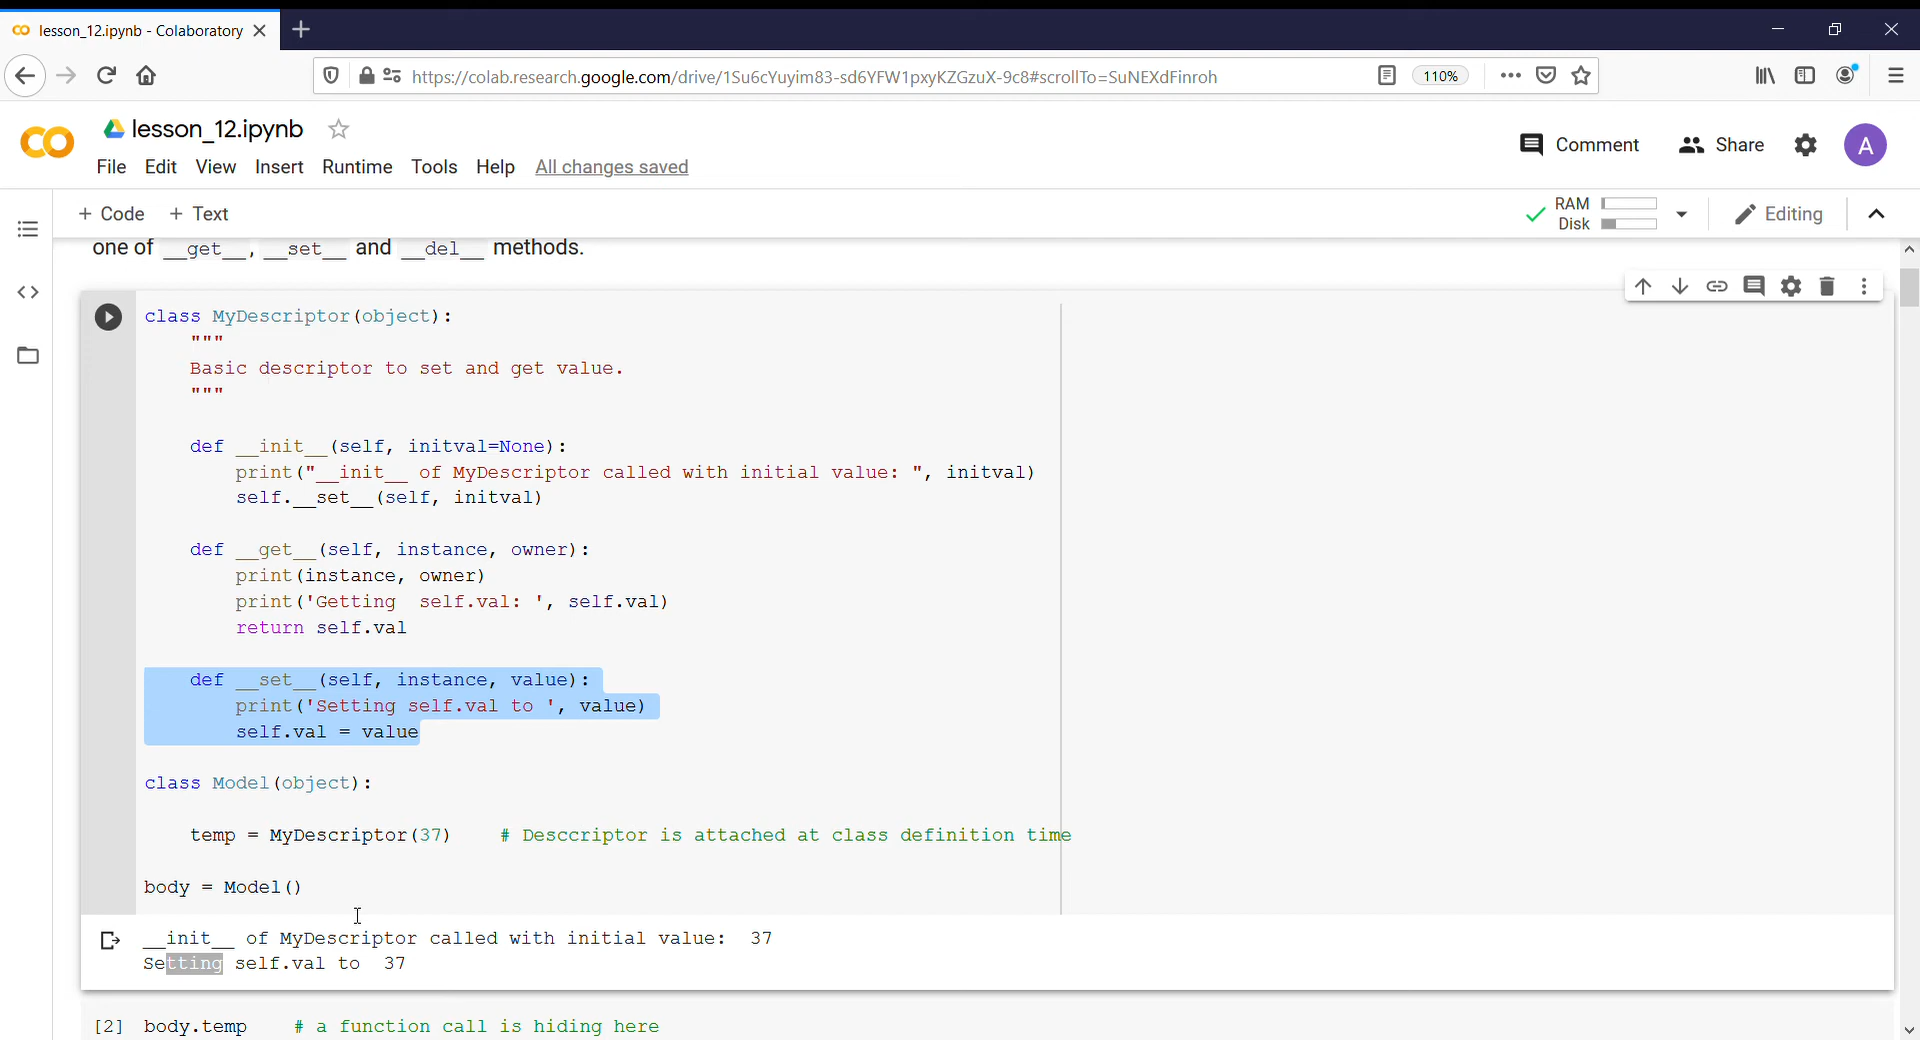 lesson_12.ipynb - Colaboratory
https://colab.research.google.com/drive/1Su6cYuyim83-sd6YFW1pxyKZGzuX-9c8#scrollTo=SuNEXdFinroh
110%
lesson_12.ipynb
Comment
Share
A
File Edit View Insert Runtime Tools Help All changes saved
+ Code + Text
RAM
Disk
Editing
one of __get__, __set__ and __del__ methods.
class MyDescriptor(object):
"""
Basic descriptor to set and get value.
"""
def __init__(self, initval=None):
print("__init__ of MyDescriptor called with initial value: ", initval)
self.__set__(self, initval)
def __get__(self, instance, owner):
print(instance, owner)
print('Getting  self.val: ', self.val)
return self.val
def __set__(self, instance, value):
print('Setting self.val to ', value)
self.val = value
class Model(object):
temp = MyDescriptor(37)    # Desccriptor is attached at class definition time
body = Model()
__init__ of MyDescriptor called with initial value:  37
Setting self.val to  37
[2] body.temp    # a function call is hiding here